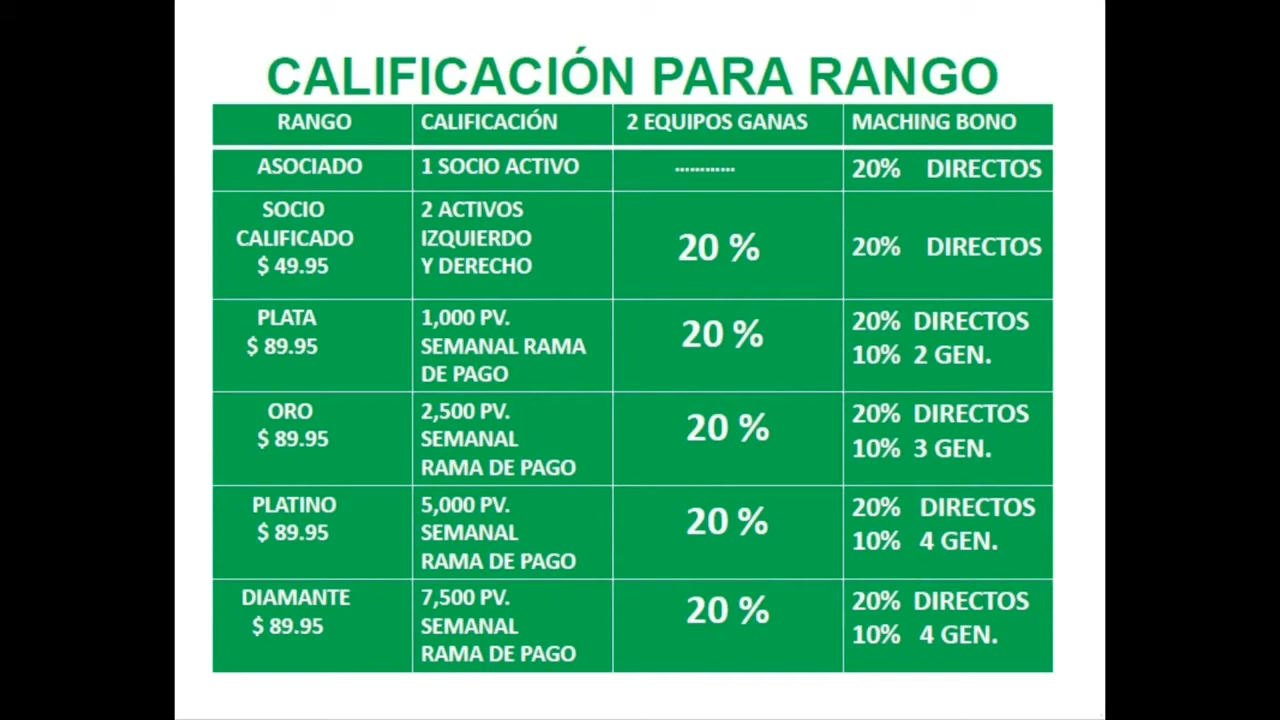 CALIFICACIÓN PARA RANGO
RANGO CALIFICACIÓN 2 EQUIPOS GANAS MACHING BONO
ASOCIADO 1 SOCIO ACTIVO ............ 20% DIRECTOS
SOCIO
CALIFICADO
$ 49.95
2 ACTIVOS
IZQUIERDO
Y DERECHO
20 %
20% DIRECTOS
PLATA
$ 89.95
1,000 PV.
SEMANAL RAMA
DE PAGO
20 %
20% DIRECTOS
10% 2 GEN.
ORO
$ 89.95
2,500 PV.
SEMANAL
RAMA DE PAGO
20 %
20% DIRECTOS
10% 3 GEN.
PLATINO
$ 89.95
5,000 PV.
SEMANAL
RAMA DE PAGO
20 %
20% DIRECTOS
10% 4 GEN.
DIAMANTE
$ 89.95
7,500 PV.
SEMANAL
RAMA DE PAGO
20 %
20% DIRECTOS
10% 4 GEN.